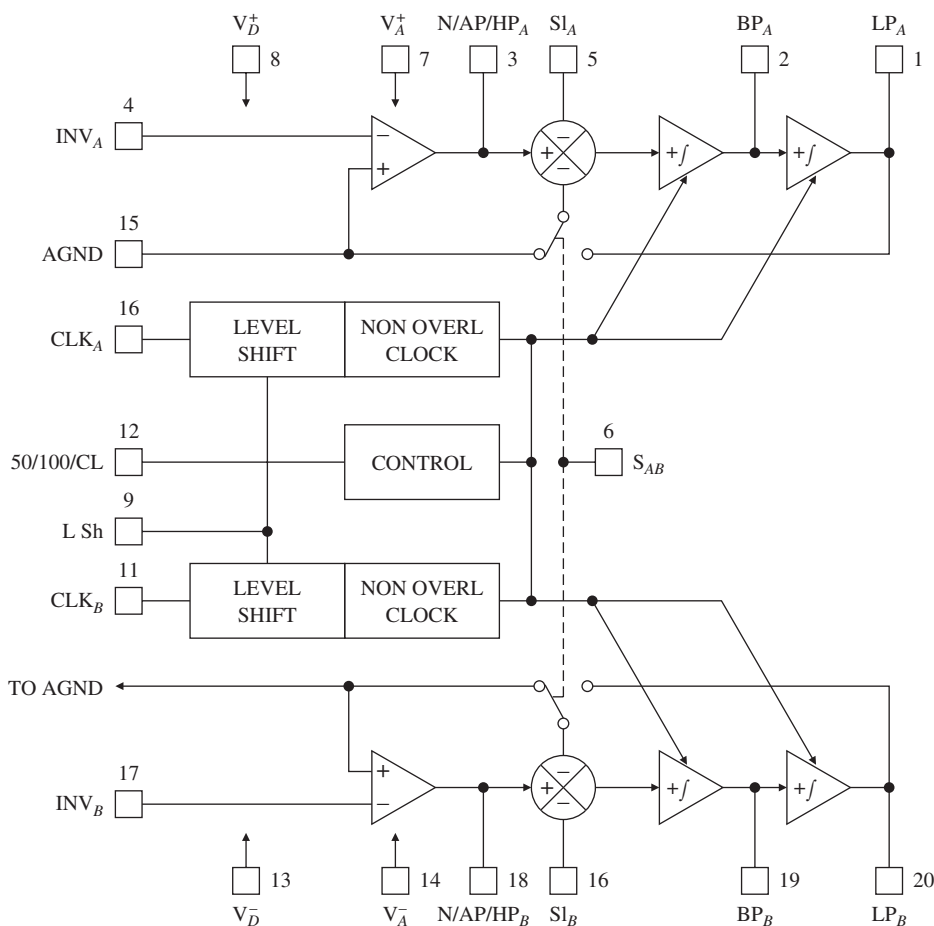 V_D^+ V_A^+ N/AP/HP_A Sl_A BP_A LP_A
8 7 3 5 2 1
4
INV_A − − +∫ +∫
+ −
+
15
AGND
16
CLK_A LEVEL SHIFT NON OVERL CLOCK
12
50/100/CL CONTROL
6
S_AB
9
L Sh
11
CLK_B LEVEL SHIFT NON OVERL CLOCK
TO AGND
17
INV_B + − + − − +∫ +∫
13 14 18 16 19 20
V_D^− V_A^− N/AP/HP_B Sl_B BP_B LP_B